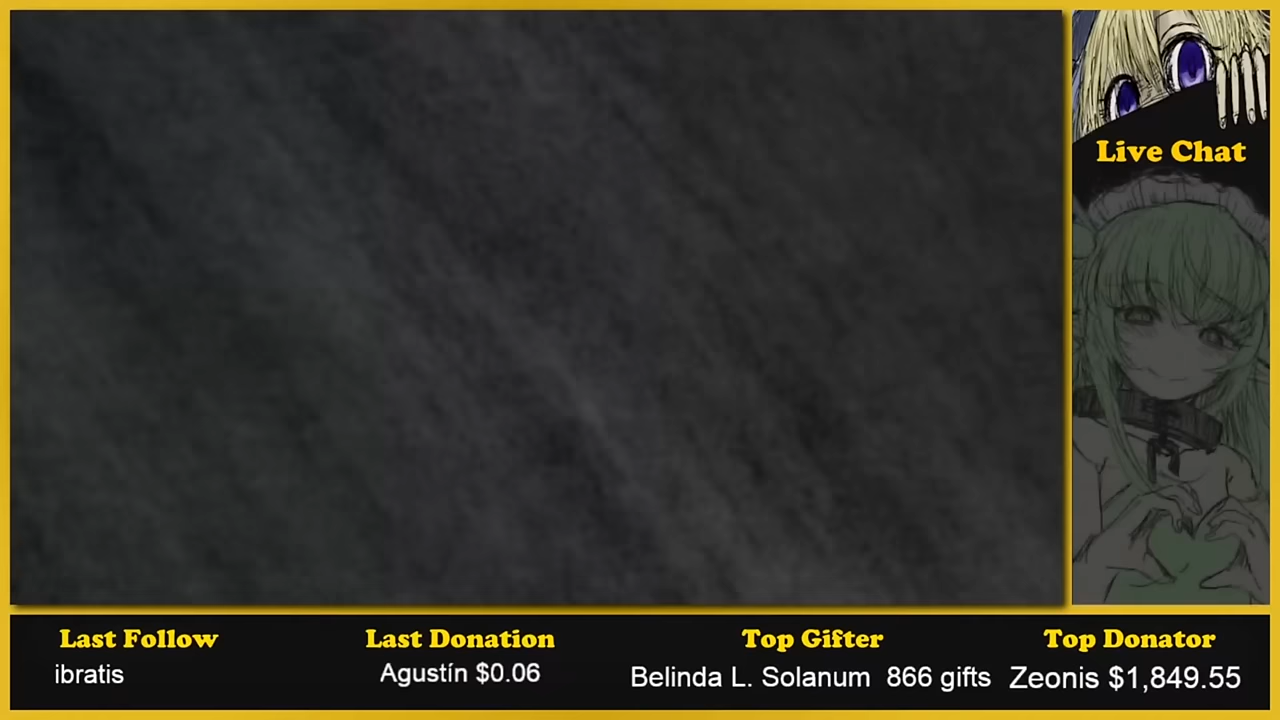 Live Chat
Last Follow
ibratis
Last Donation
Agustín $0.06
Top Gifter
Belinda L. Solanum 866 gifts
Top Donator
Zeonis $1,849.55